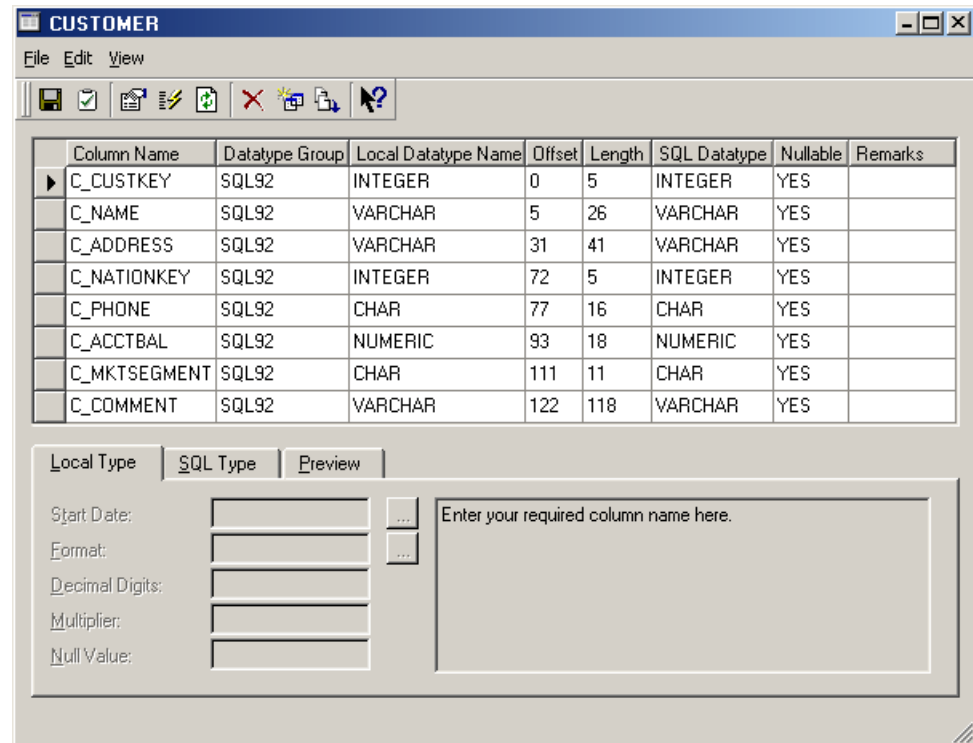 CUSTOMER
File Edit View
Column Name Datatype Group Local Datatype Name Offset Length SQL Datatype Nullable Remarks
C_CUSTKEY SQL92 INTEGER 0 5 INTEGER YES
C_NAME SQL92 VARCHAR 5 26 VARCHAR YES
C_ADDRESS SQL92 VARCHAR 31 41 VARCHAR YES
C_NATIONKEY SQL92 INTEGER 72 5 INTEGER YES
C_PHONE SQL92 CHAR 77 16 CHAR YES
C_ACCTBAL SQL92 NUMERIC 93 18 NUMERIC YES
C_MKTSEGMENT SQL92 CHAR 111 11 CHAR YES
C_COMMENT SQL92 VARCHAR 122 118 VARCHAR YES
Local Type SQL Type Preview
Start Date: ... Enter your required column name here.
Format: ...
Decimal Digits:
Multiplier:
Null Value: